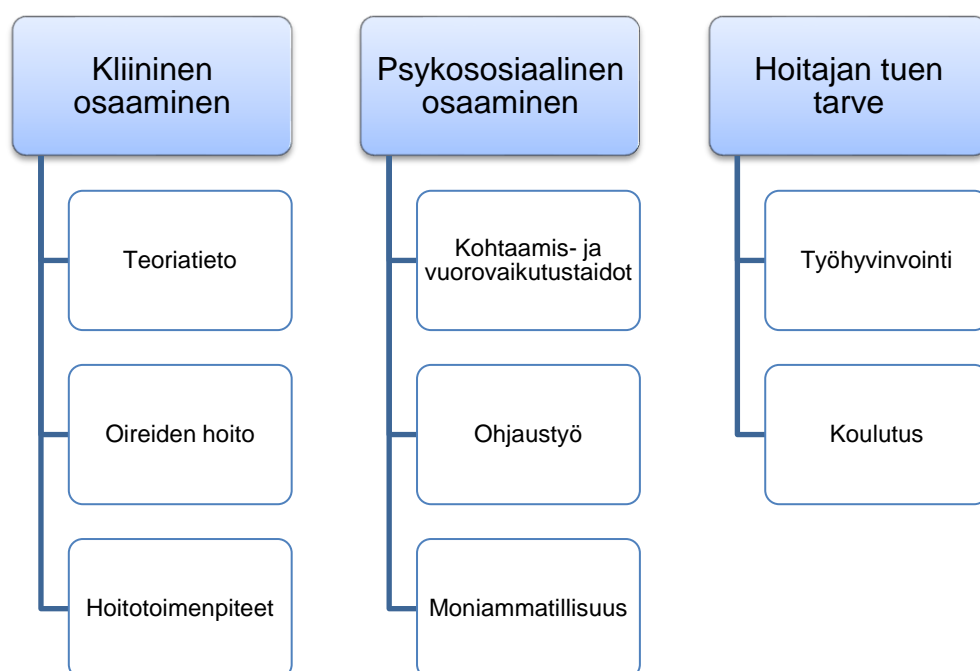 Kliininen
osaaminen
Teoriatieto
Oireiden hoito
Hoitotoimenpiteet
Psykososiaalinen
osaaminen
Kohtaamis- ja
vuorovaikutustaidot
Ohjaustyö
Moniammatillisuus
Hoitajan tuen
tarve
Työhyvinvointi
Koulutus